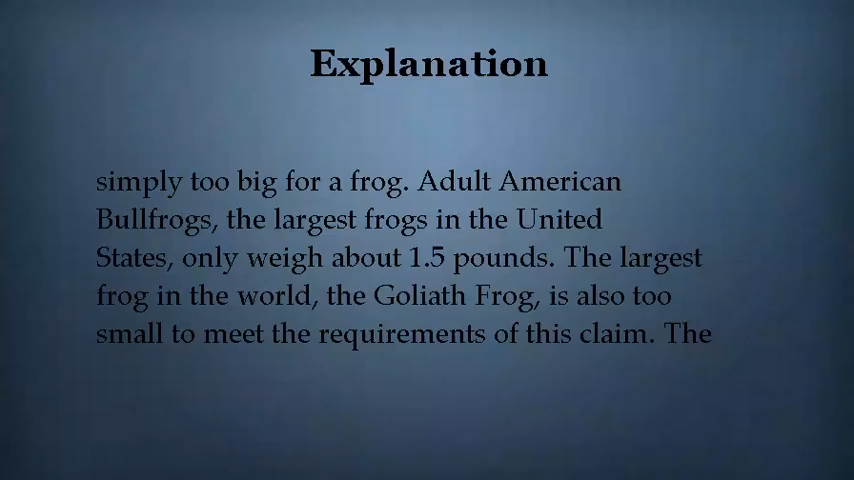 Explanation
simply too big for a frog. Adult American
Bullfrogs, the largest frogs in the United
States, only weigh about 1.5 pounds. The largest
frog in the world, the Goliath Frog, is also too
small to meet the requirements of this claim. The